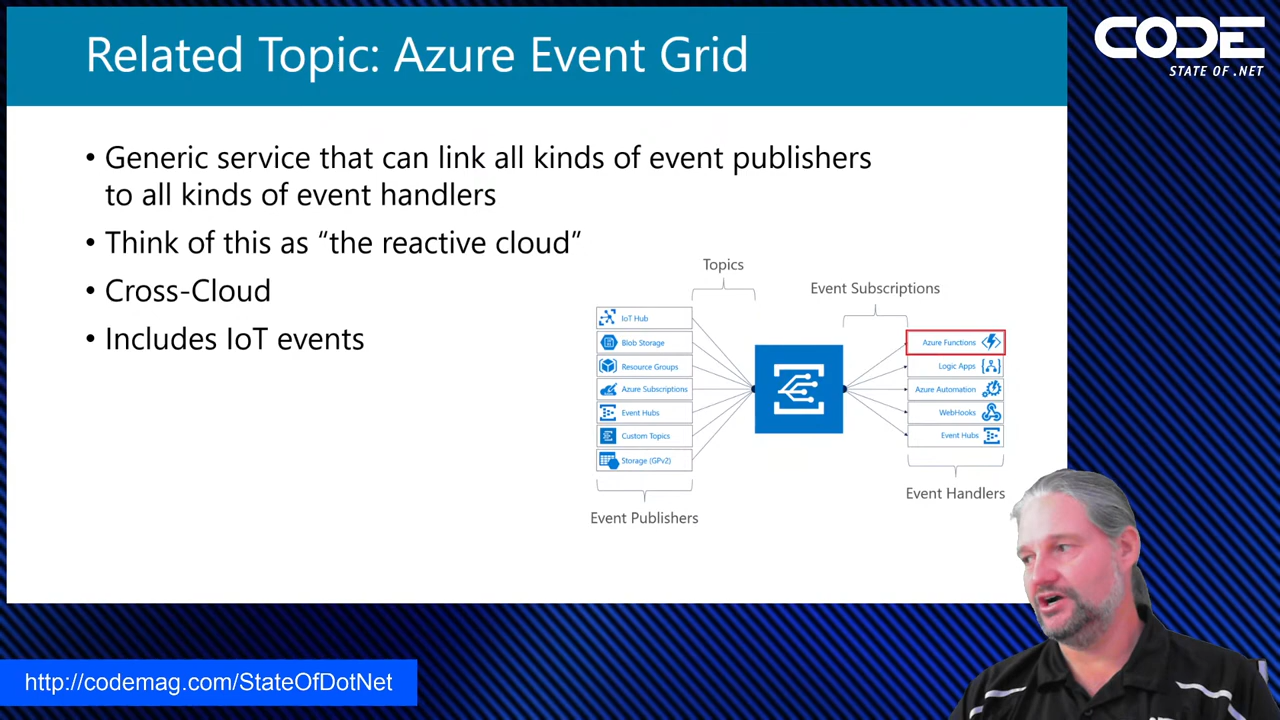 Related Topic: Azure Event Grid
CODE
STATE OF .NET
• Generic service that can link all kinds of event publishers
to all kinds of event handlers
• Think of this as “the reactive cloud”
• Cross-Cloud
• Includes IoT events
Topics
Event Subscriptions
IoT Hub
Blob Storage
Resource Groups
Azure Subscriptions
Event Hubs
Custom Topics
Storage (GPv2)
Event Publishers
Azure Functions
Logic Apps
Azure Automation
WebHooks
Event Hubs
Event Handlers
http://codemag.com/StateOfDotNet